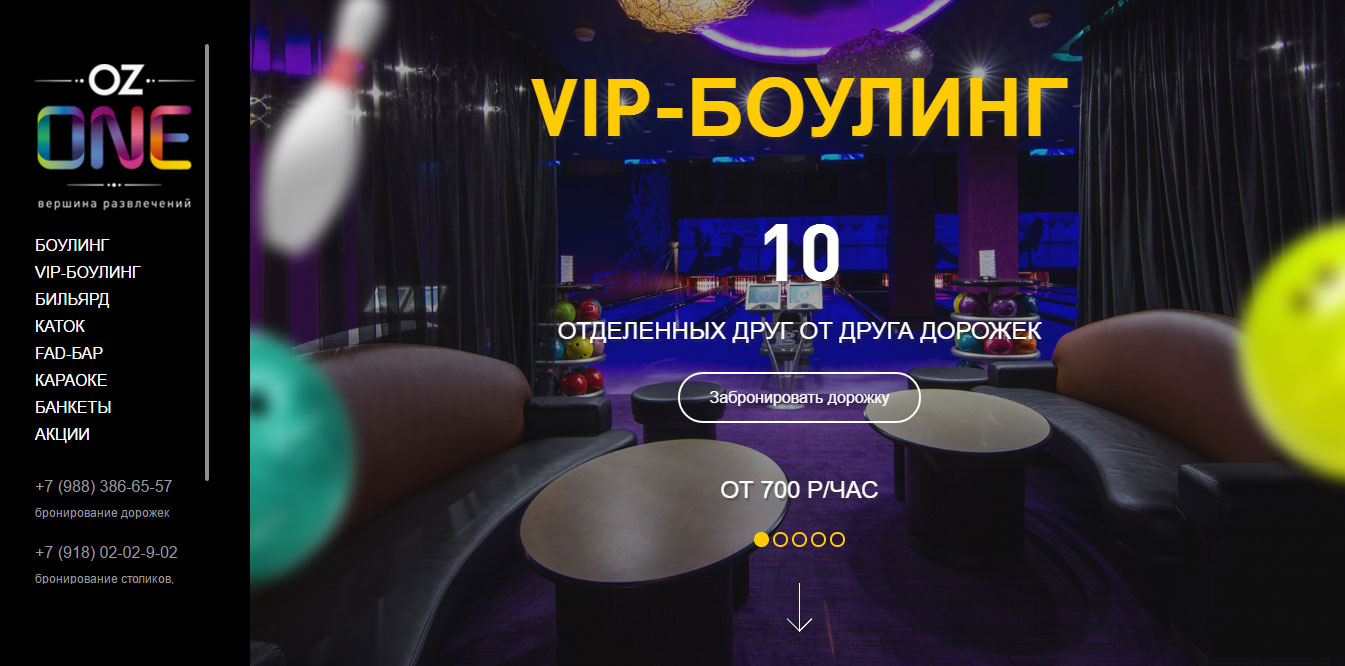 OZ
ONE
вершина развлечений
БОУЛИНГ
VIP-БОУЛИНГ
БИЛЬЯРД
КАТОК
FAD-БАР
КАРАОКЕ
БАНКЕТЫ
АКЦИИ
+7 (988) 386-65-57
бронирование дорожек
+7 (918) 02-02-9-02
бронирование столиков,
VIP-БОУЛИНГ
10
ОТДЕЛЕННЫХ ДРУГ ОТ ДРУГА ДОРОЖЕК
Забронировать дорожку
ОТ 700 Р/ЧАС